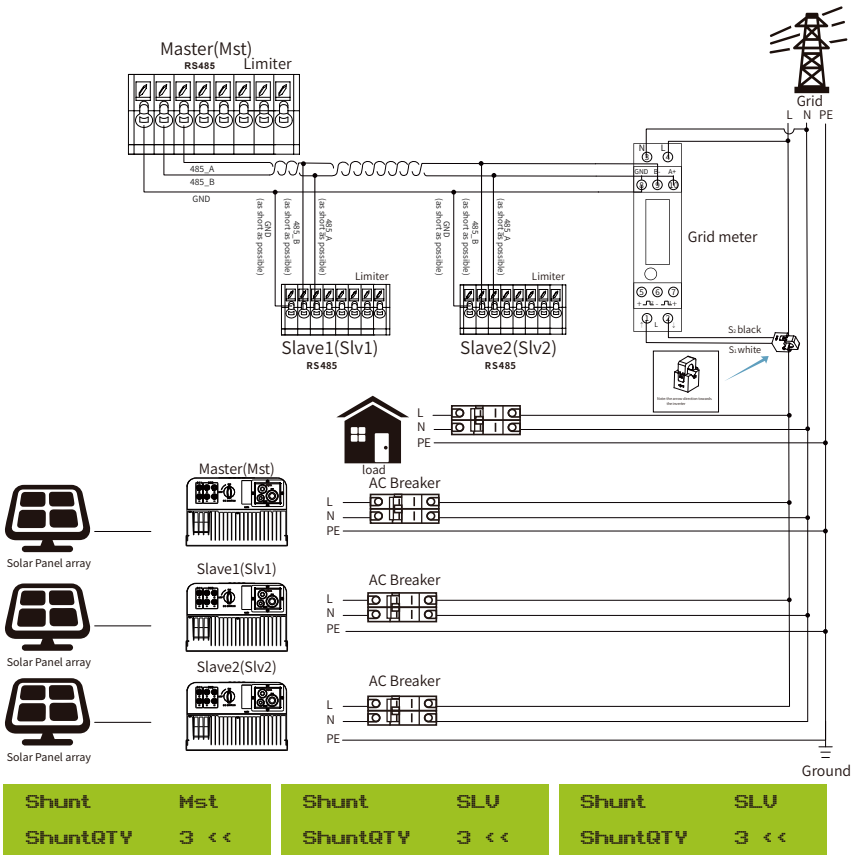 Master(Mst)
RS485 Limiter
Grid
L N PE
485_A
485_B
GND
N L
3 4
GND B- A+
8 9 10
Grid meter
GND
(as short as possible)
485_B
(as short as possible)
485_A
(as short as possible)
GND
(as short as possible)
485_B
(as short as possible)
485_A
(as short as possible)
Limiter
Limiter
Slave1(Slv1)
RS485
Slave2(Slv2)
RS485
5 6 7
+ - +
L
S₂ black
S₁ white
L
N
PE
load
Master(Mst)
AC Breaker
L
N
PE
Solar Panel array
Slave1(Slv1)
AC Breaker
L
N
PE
Solar Panel array
Slave2(Slv2)
AC Breaker
L
N
PE
Solar Panel array
Ground
Shunt Mst
ShuntQTY 3 <<
Shunt SLV
ShuntQTY 3 <<
Shunt SLV
ShuntQTY 3 <<